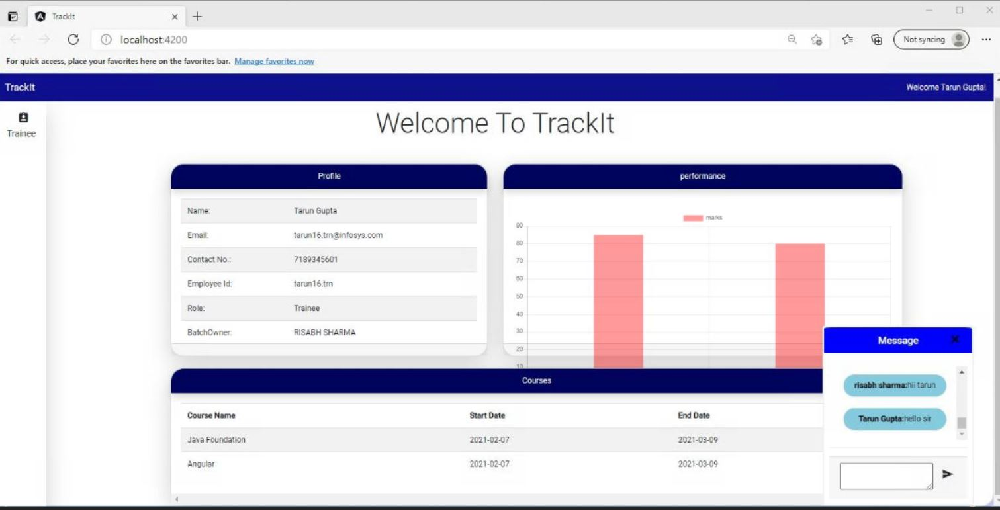 TrackIt
localhost:4200
Not syncing
For quick access, place your favorites here on the favorites bar. Manage favorites now
TrackIt
Welcome Tarun Gupta!
Trainee
Welcome To TrackIt
Profile
Name: Tarun Gupta
Email: tarun16.trn@infosys.com
Contact No.: 7189345601
Employee Id: tarun16.trn
Role: Trainee
BatchOwner: RISABH SHARMA
performance
marks
90
80
70
60
50
40
30
20
10
Courses
Course Name Start Date End Date
Java Foundation 2021-02-07 2021-03-09
Angular 2021-02-07 2021-03-09
Message
risabh sharma:hii tarun
Tarun Gupta:hello sir